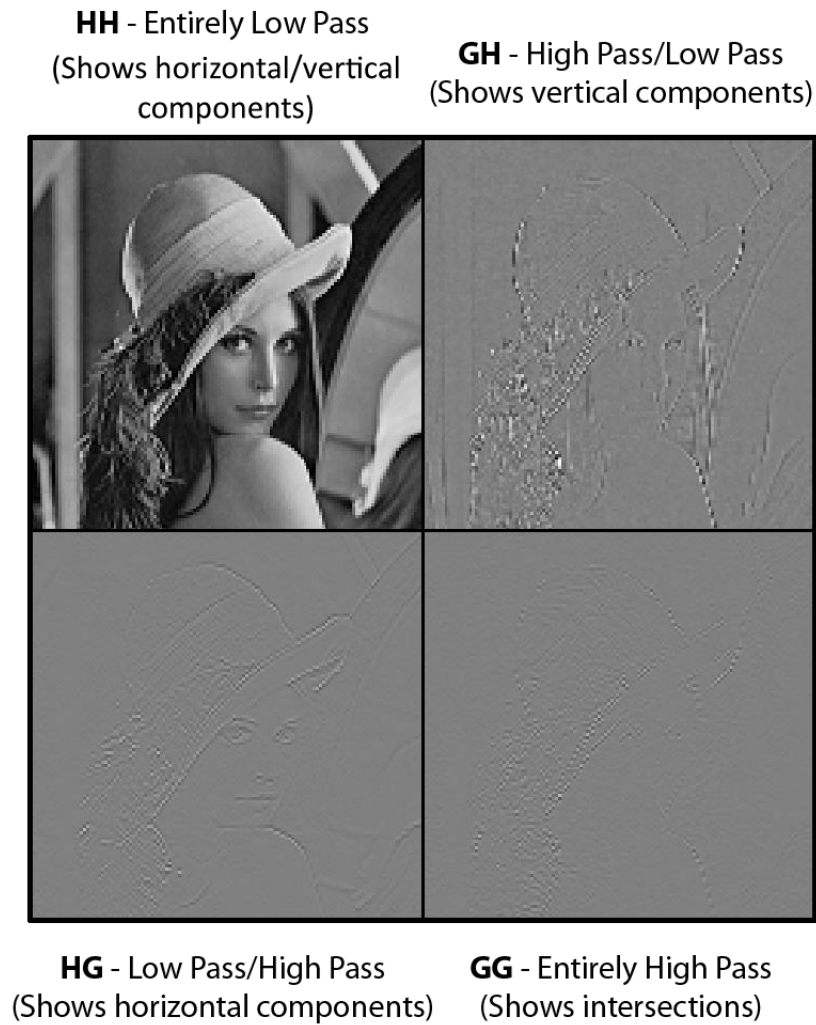 HH - Entirely Low Pass
(Shows horizontal/vertical
components)
GH - High Pass/Low Pass
(Shows vertical components)
HG - Low Pass/High Pass
(Shows horizontal components)
GG - Entirely High Pass
(Shows intersections)